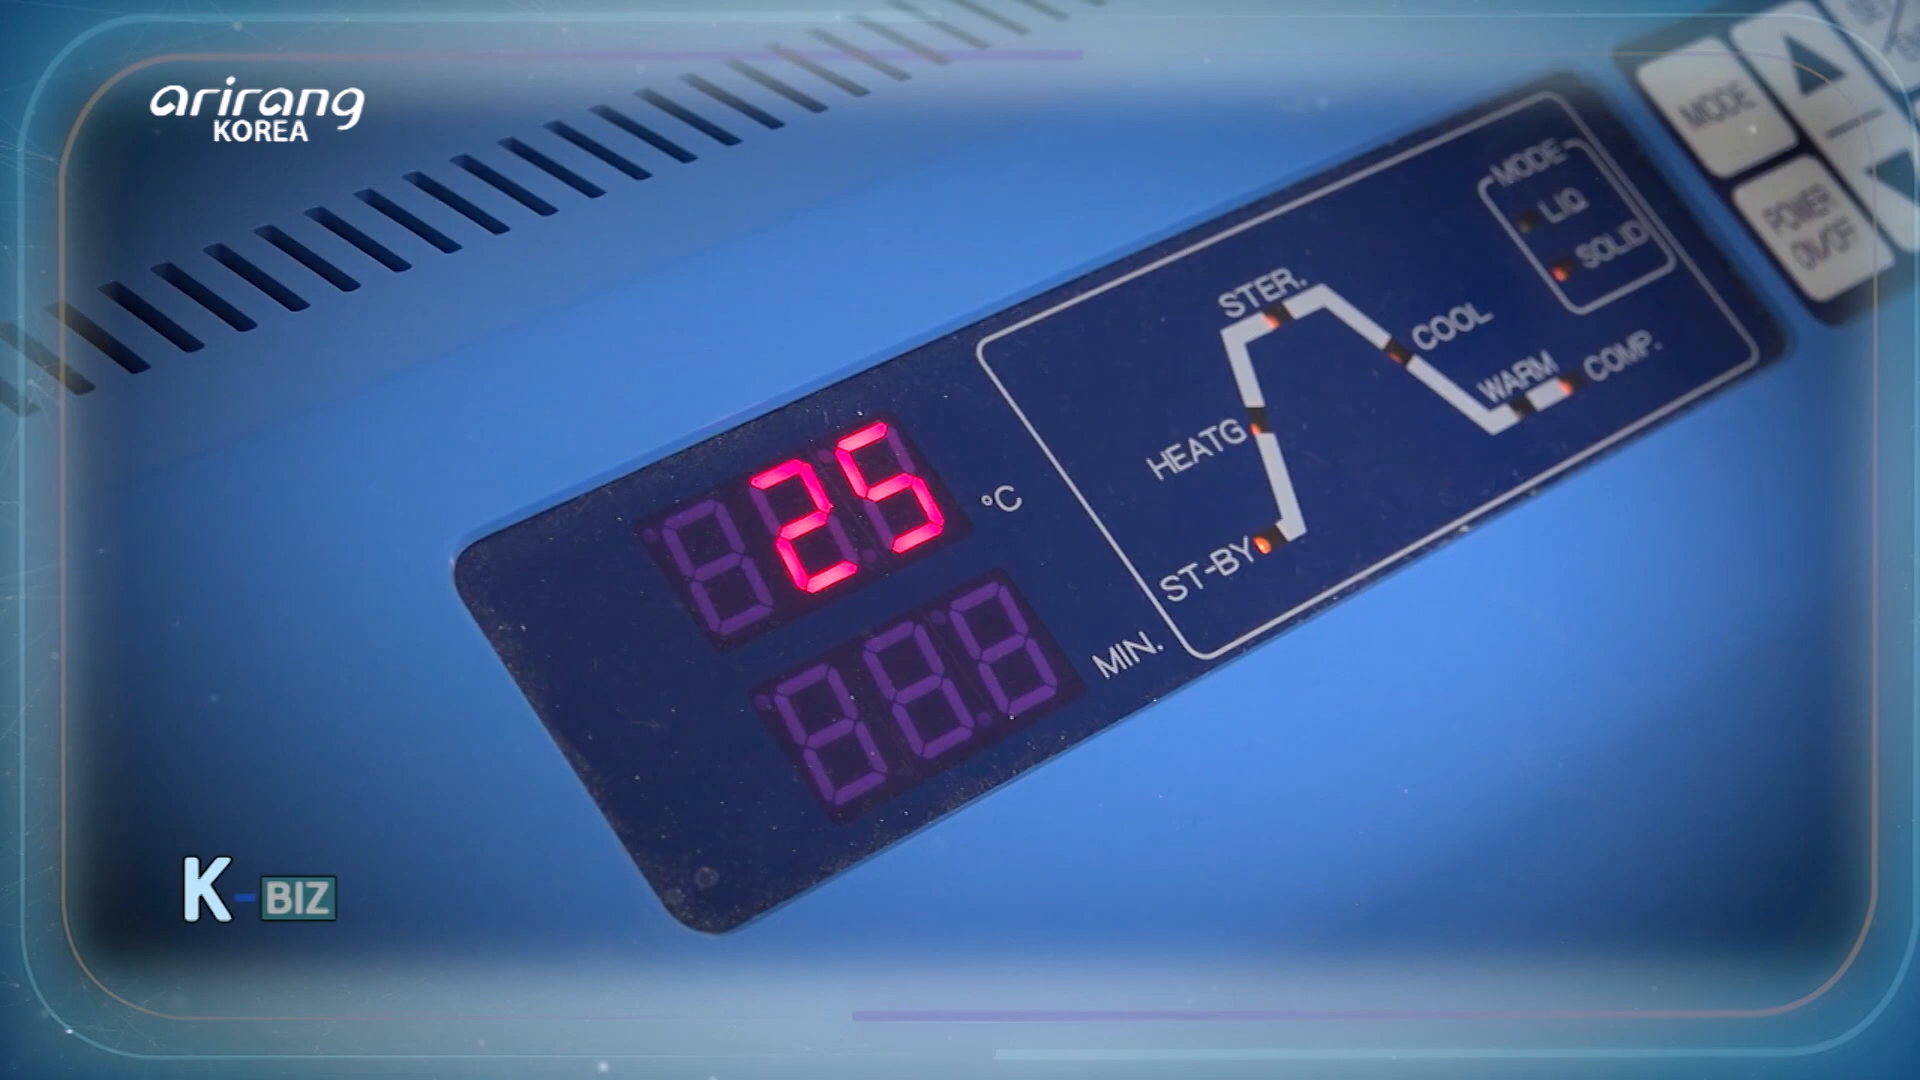 arirang
KOREA
MODE
LIQ
SOLID
MODE
POWER
ON/OFF
STER.
COOL
WARM
COMP.
HEATG
ST-BY
25 °C
MIN.
K-BIZ